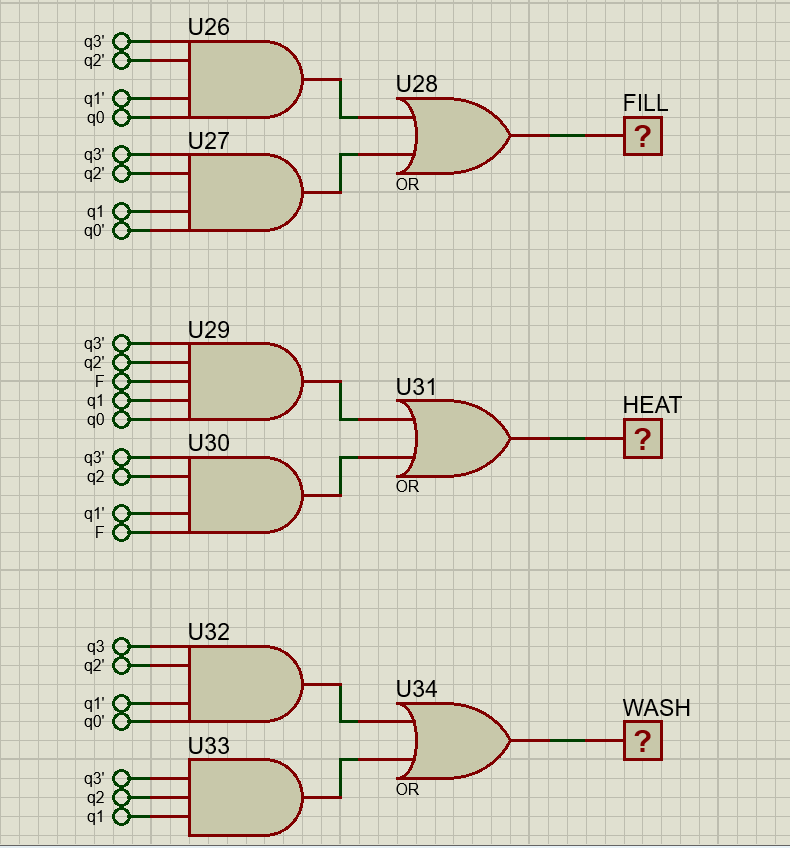 U26
q3'
q2'
q1'
q0
U27
q3'
q2'
q1
q0'
U28
OR
FILL
?
U29
q3'
q2'
F
q1
q0
U30
q3'
q2
q1'
F
U31
OR
HEAT
?
U32
q3
q2'
q1'
q0'
U33
q3'
q2
q1
U34
OR
WASH
?